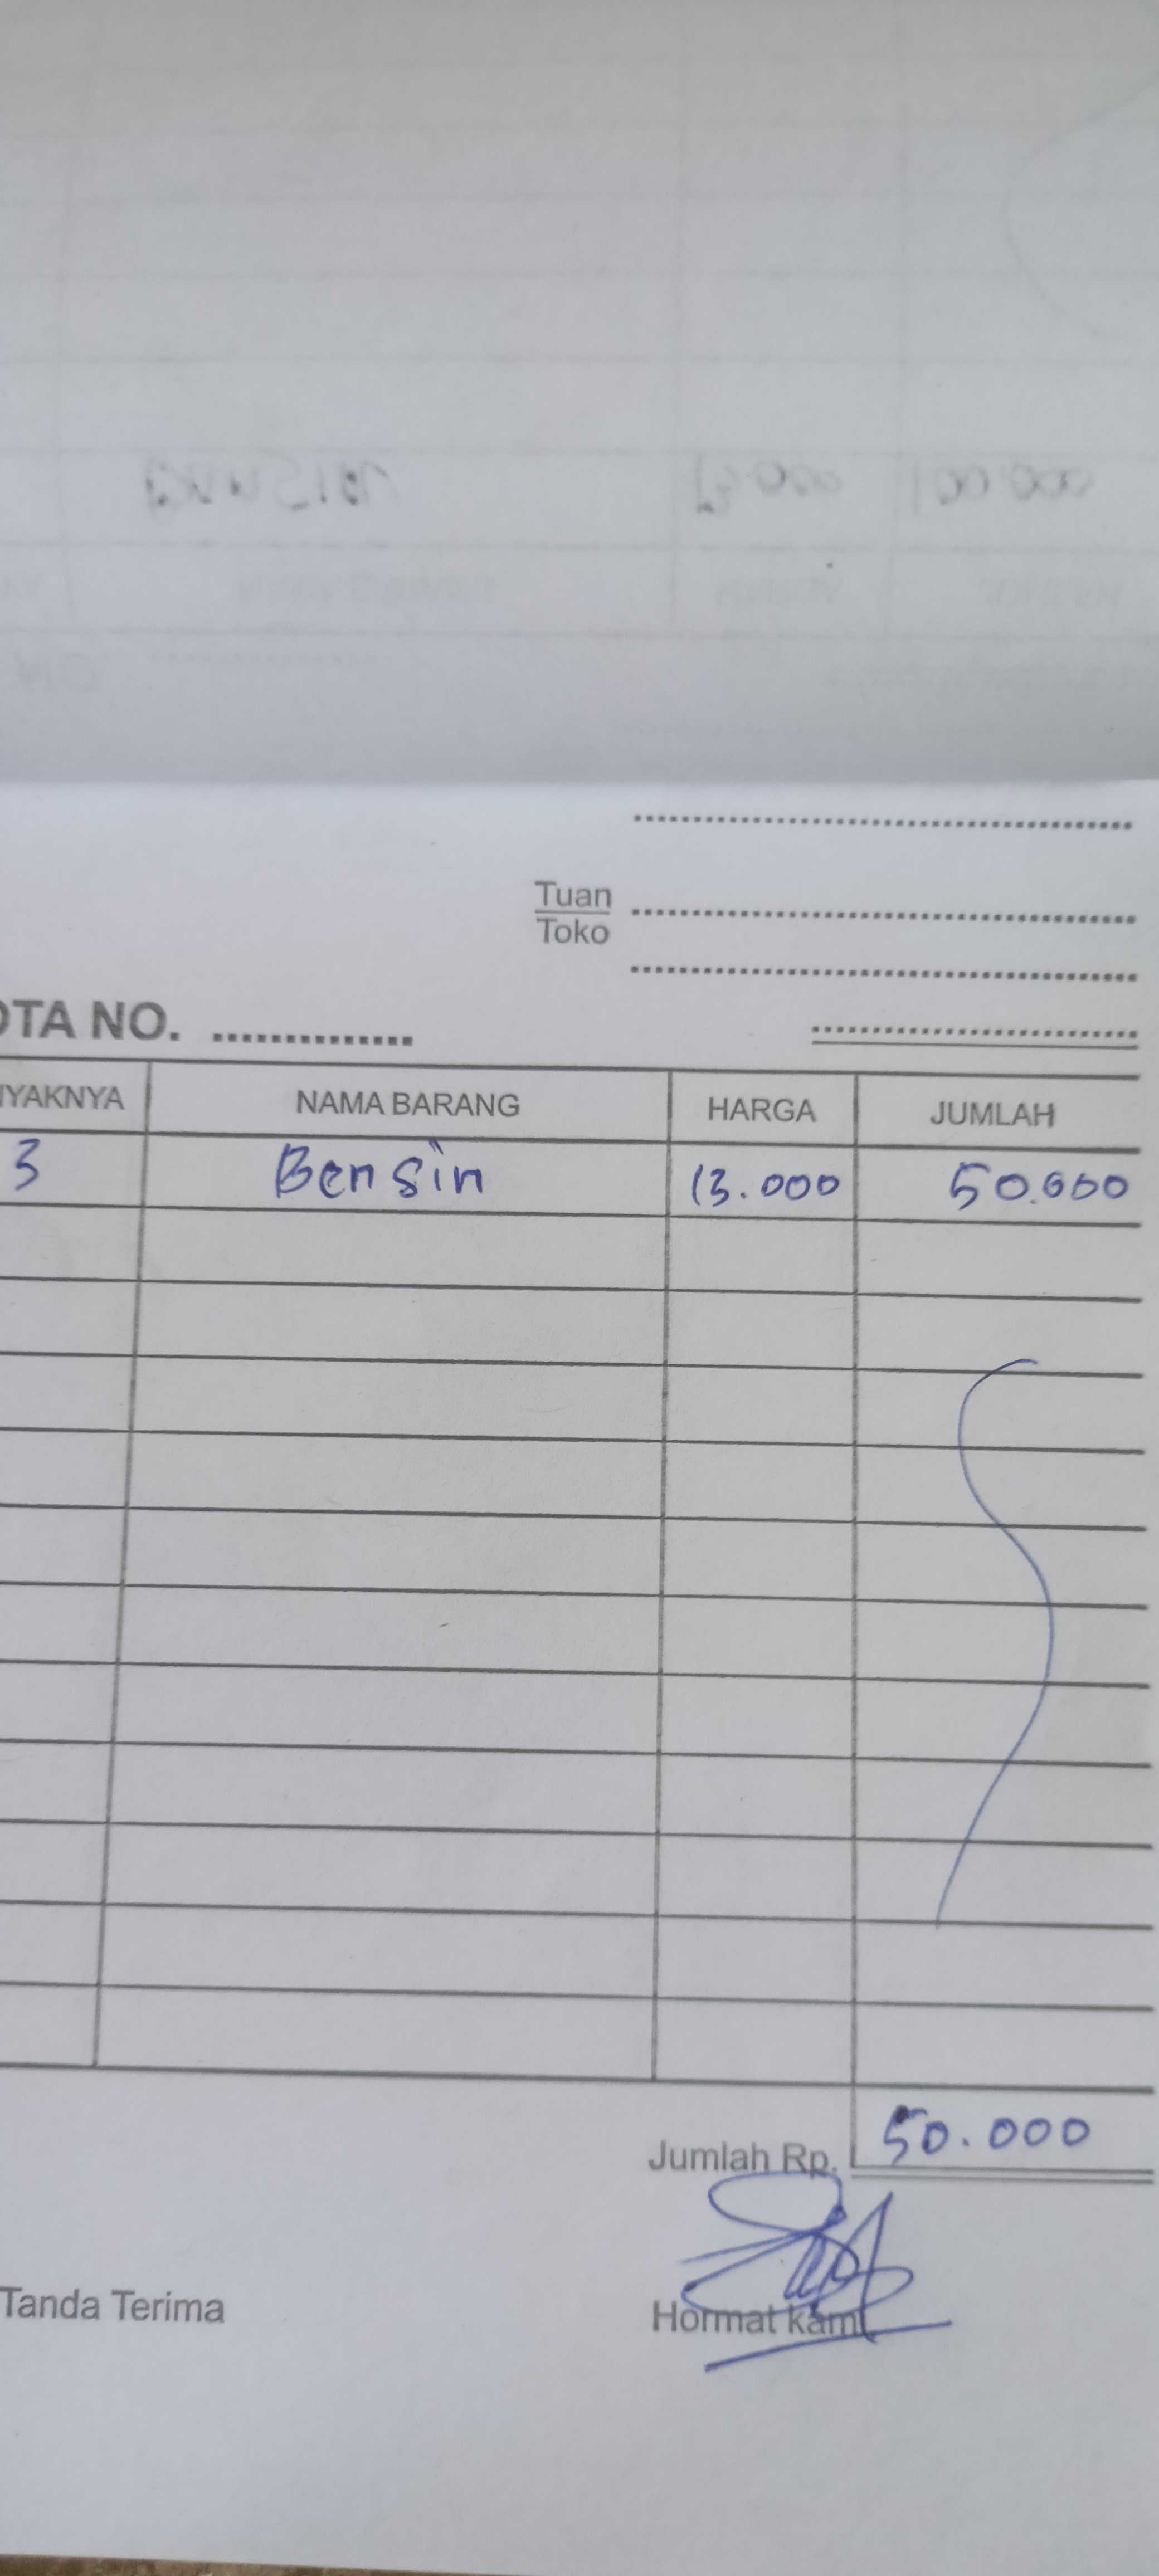 Tuan
Toko
OTA NO.
NYAKNYA NAMA BARANG HARGA JUMLAH
3 Bensin 13.000 50.000
Jumlah Rp. 50.000
Tanda Terima Hormat kami